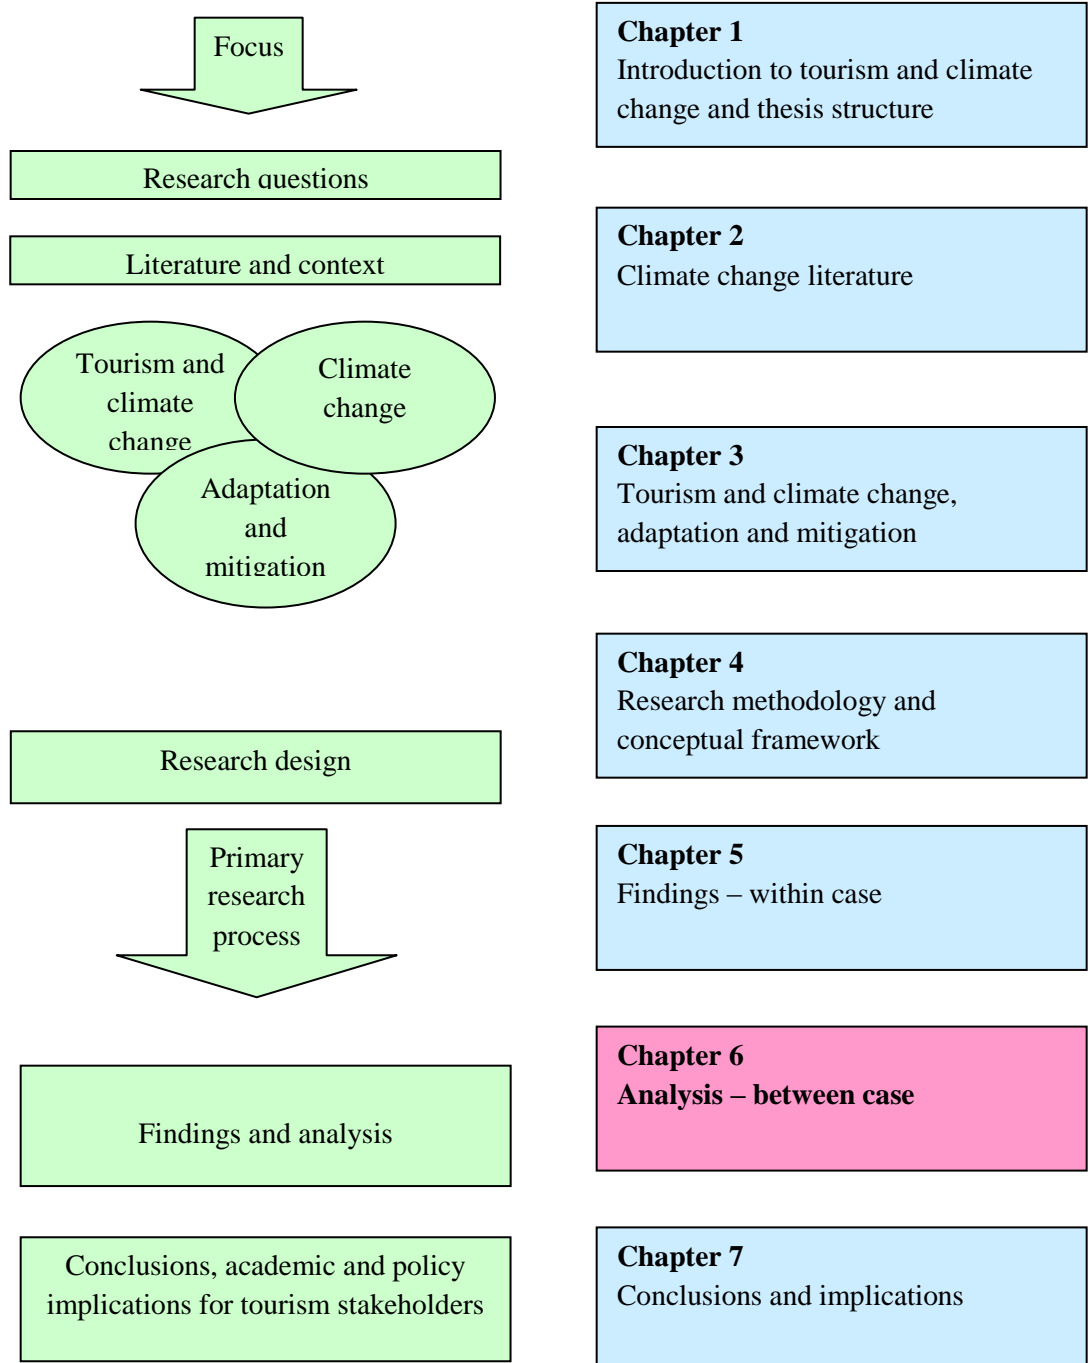 Focus
Research questions
Literature and context
Tourism and
climate
change
Climate
change
Adaptation
and
mitigation
Research design
Primary
research
process
Findings and analysis
Conclusions, academic and policy
implications for tourism stakeholders
Chapter 1
Introduction to tourism and climate
change and thesis structure
Chapter 2
Climate change literature
Chapter 3
Tourism and climate change,
adaptation and mitigation
Chapter 4
Research methodology and
conceptual framework
Chapter 5
Findings – within case
Chapter 6
Analysis – between case
Chapter 7
Conclusions and implications